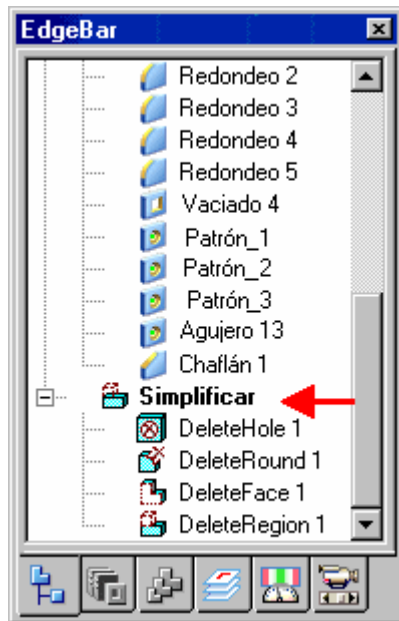 EdgeBar
Redondeo 2
Redondeo 3
Redondeo 4
Redondeo 5
Vaciado 4
Patrón_1
Patrón_2
Patrón_3
Agujero 13
Chaflán 1
Simplificar
DeleteHole 1
DeleteRound 1
DeleteFace 1
DeleteRegion 1